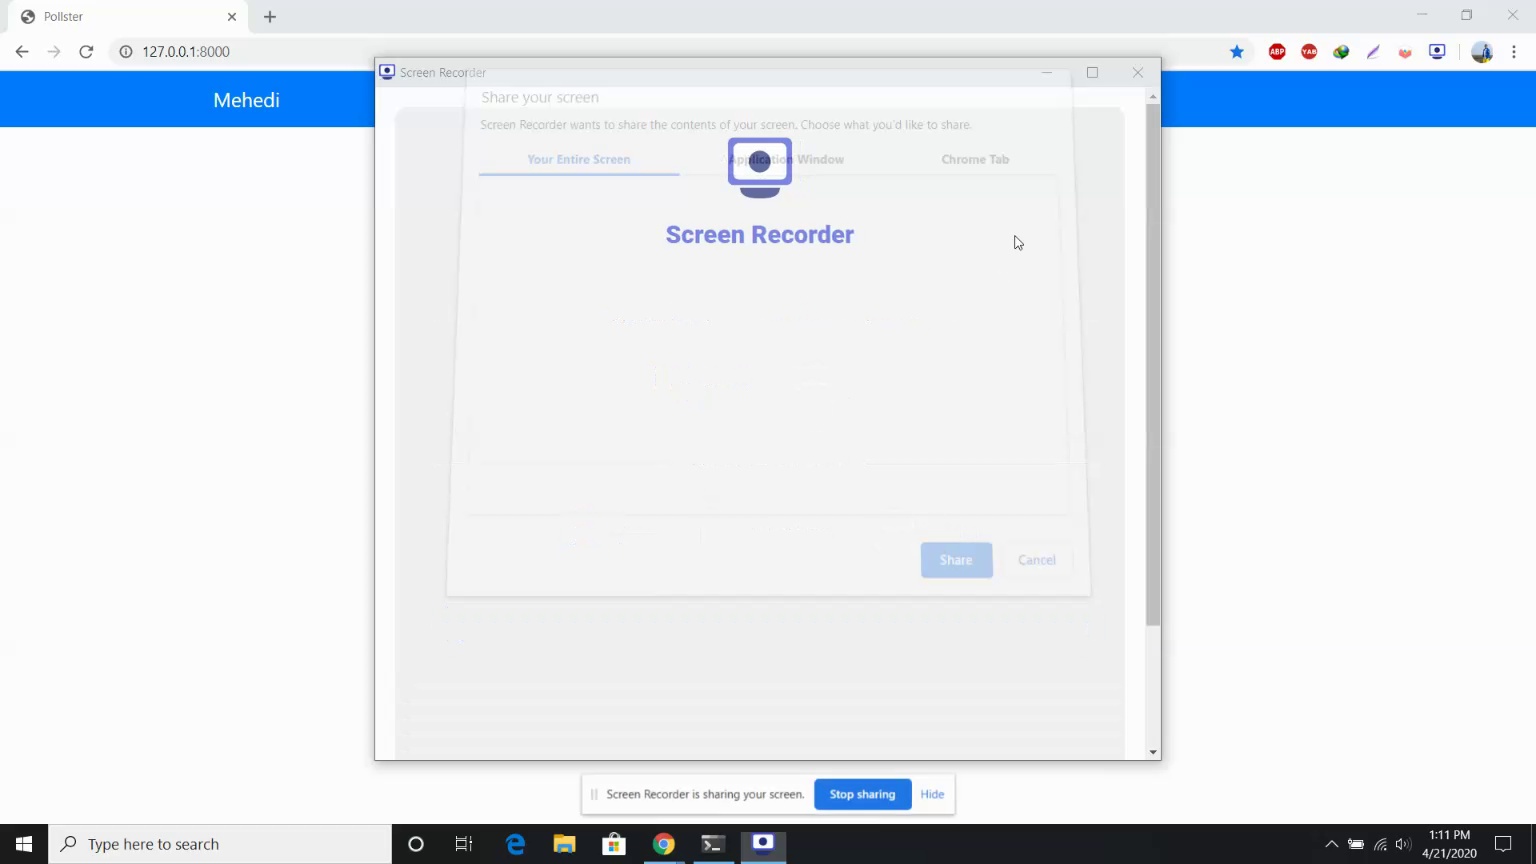 Pollster
127.0.0.1:8000
ABP
YAB
Mehedi
Screen Recorder
Share your screen
Screen Recorder wants to share the contents of your screen. Choose what you'd like to share.
Your Entire Screen
Application Window
Chrome Tab
Screen Recorder
Share
Cancel
Screen Recorder is sharing your screen.
Stop sharing
Hide
Type here to search
1:11 PM
4/21/2020